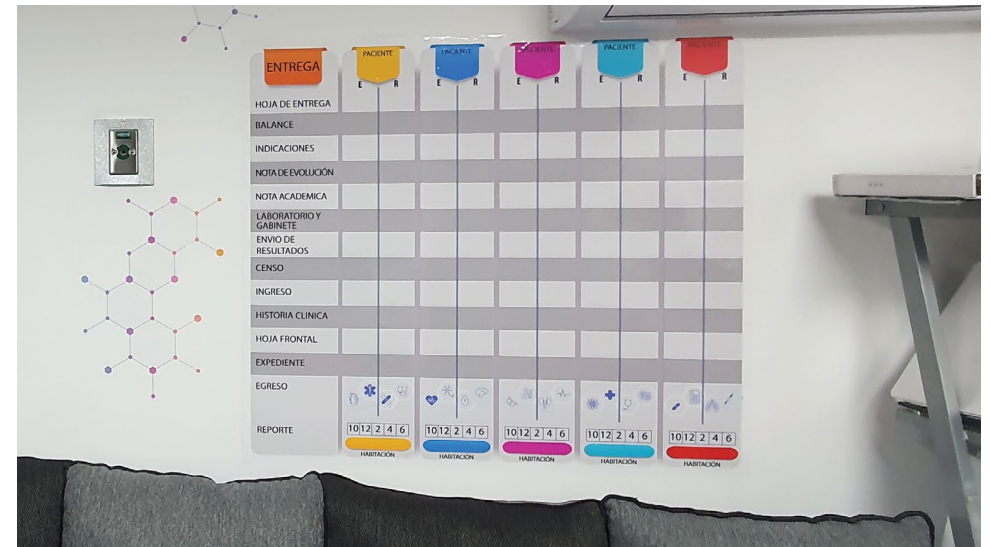 ENTREGA
PACIENTE
PACIENTE
PACIENTE
PACIENTE
PACIENTE
E R
E R
E R
E R
E R
HOJA DE ENTREGA
BALANCE
INDICACIONES
NOTA DE EVOLUCIÓN
NOTA ACADEMICA
LABORATORIO Y
GABINETE
ENVIO DE
RESULTADOS
CENSO
INGRESO
HISTORIA CLINICA
HOJA FRONTAL
EXPEDIENTE
EGRESO
REPORTE
10 12 2 4 6
10 12 2 4 6
10 12 2 4 6
10 12 2 4 6
10 12 2 4 6
HABITACIÓN
HABITACIÓN
HABITACIÓN
HABITACIÓN
HABITACIÓN